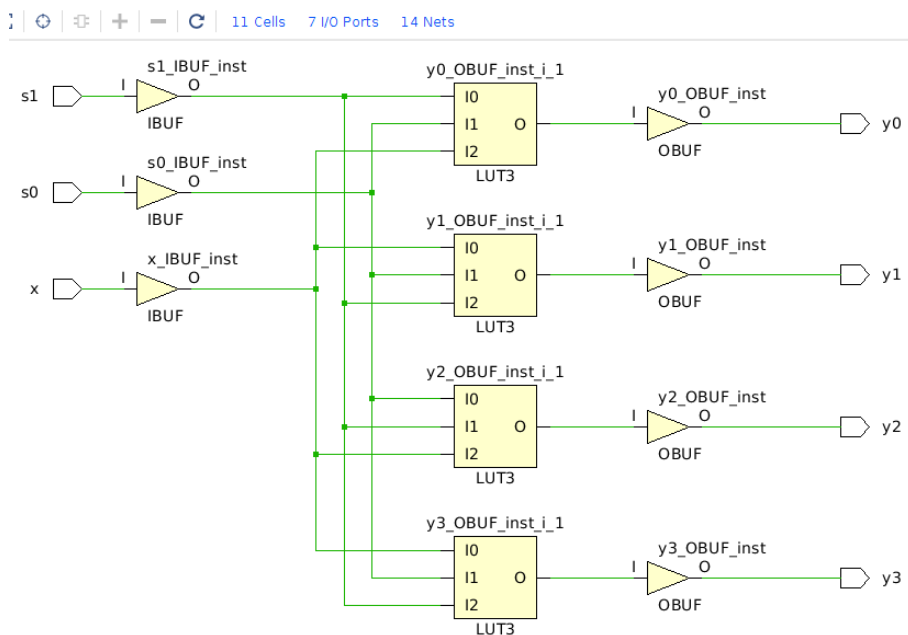 11 Cells 7 I/O Ports 14 Nets
s1_IBUF_inst
y0_OBUF_inst_i_1
s1 I O I0 y0_OBUF_inst
IBUF I1 O I O y0
s0_IBUF_inst I2 OBUF
s0 I O LUT3
IBUF y1_OBUF_inst_i_1
x_IBUF_inst I0 y1_OBUF_inst
x I O I1 O I O y1
IBUF I2 OBUF
LUT3
y2_OBUF_inst_i_1
I0 y2_OBUF_inst
I1 O I O y2
I2 OBUF
LUT3
y3_OBUF_inst_i_1
I0 y3_OBUF_inst
I1 O I O y3
I2 OBUF
LUT3